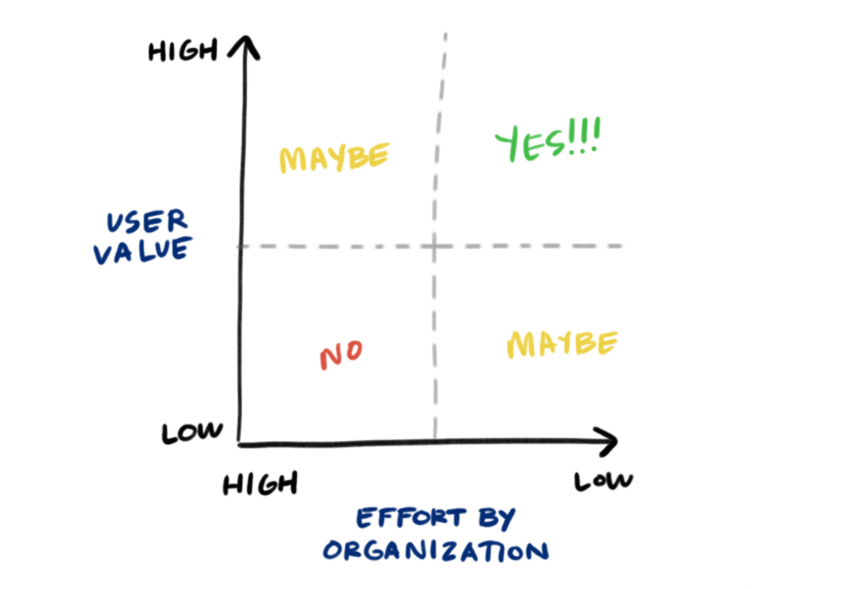 HIGH
MAYBE
YES!!!
USER
VALUE
NO
MAYBE
LOW
HIGH
LOW
EFFORT BY
ORGANIZATION